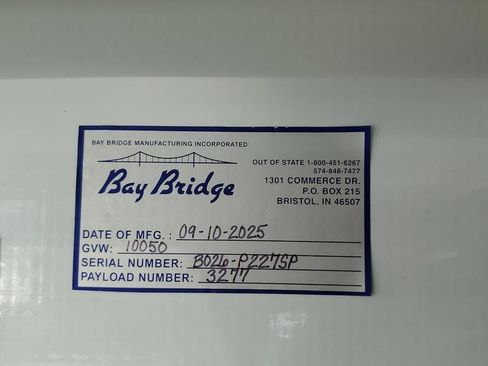 BAY BRIDGE MANUFACTURING INCORPORATED
Bay Bridge
OUT OF STATE 1-800-451-6267
574-848-7477
1301 COMMERCE DR.
P.O. BOX 215
BRISTOL, IN 46507
DATE OF MFG. : 09-10-2025
GVW: 10050
SERIAL NUMBER: B026-P227SP
PAYLOAD NUMBER: 3277